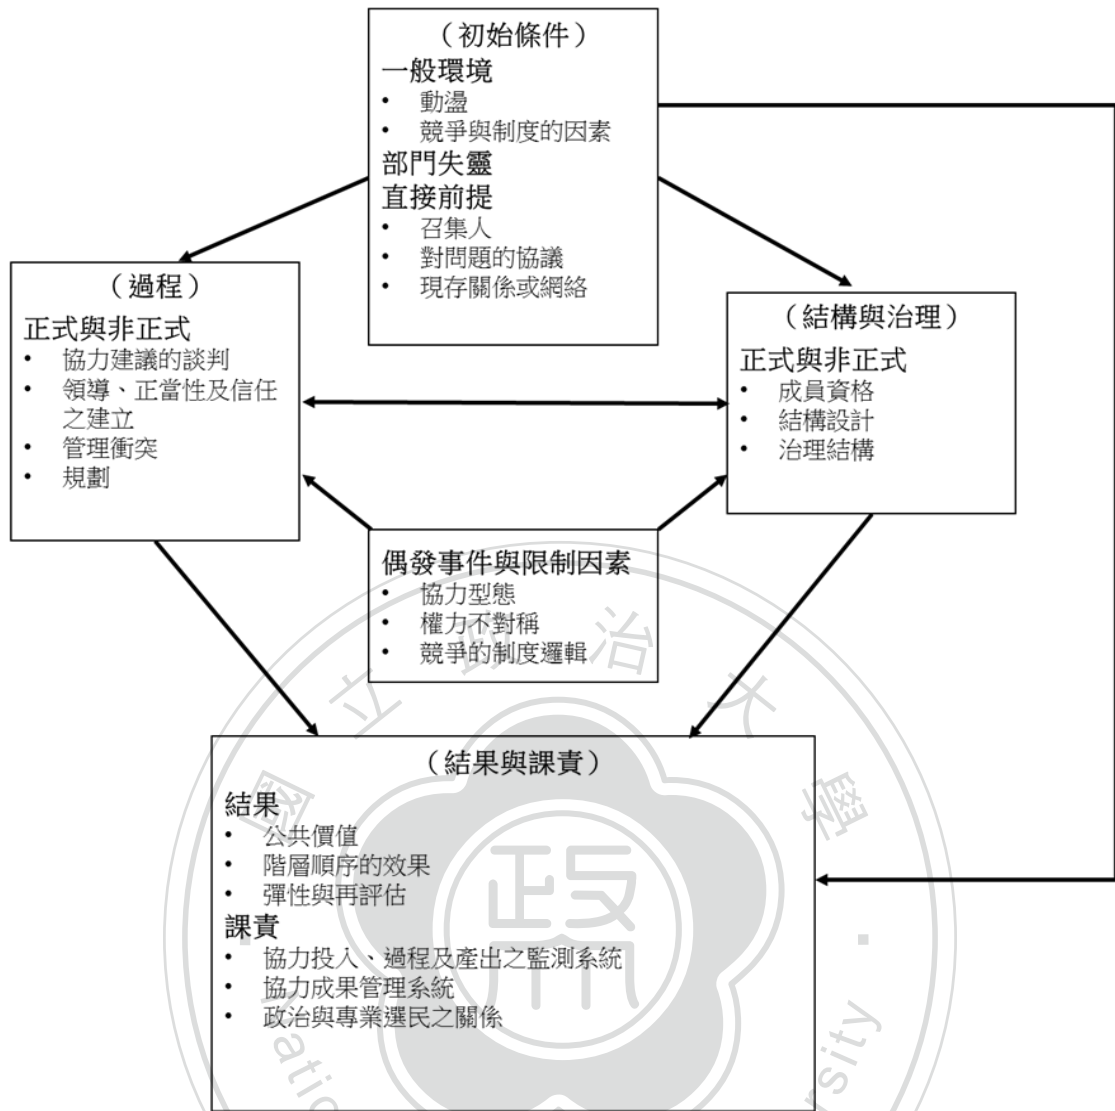 （初始條件）
一般環境
• 動盪
• 競爭與制度的因素
部門失靈
直接前提
• 召集人
• 對問題的協議
• 現存關係或網絡
（過程）
正式與非正式
• 協力建議的談判
• 領導、正當性及信任
之建立
• 管理衝突
• 規劃
（結構與治理）
正式與非正式
• 成員資格
• 結構設計
• 治理結構
偶發事件與限制因素
• 協力型態
• 權力不對稱
• 競爭的制度邏輯
（結果與課責）
結果
• 公共價值
• 階層順序的效果
• 彈性與再評估
課責
• 協力投入、過程及產出之監測系統
• 協力成果管理系統
• 政治與專業選民之關係
國立政治大學
政大